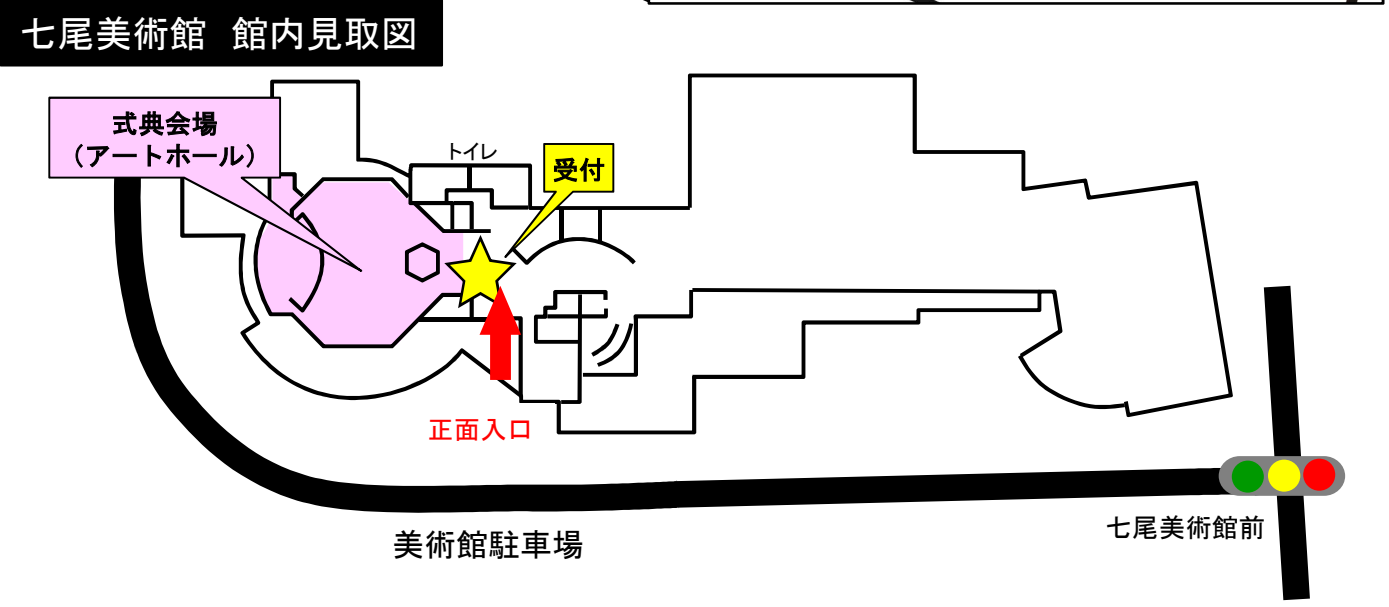 七尾美術館 館内見取図
式典会場
（アートホール）
トイレ
受付
正面入口
美術館駐車場
七尾美術館前